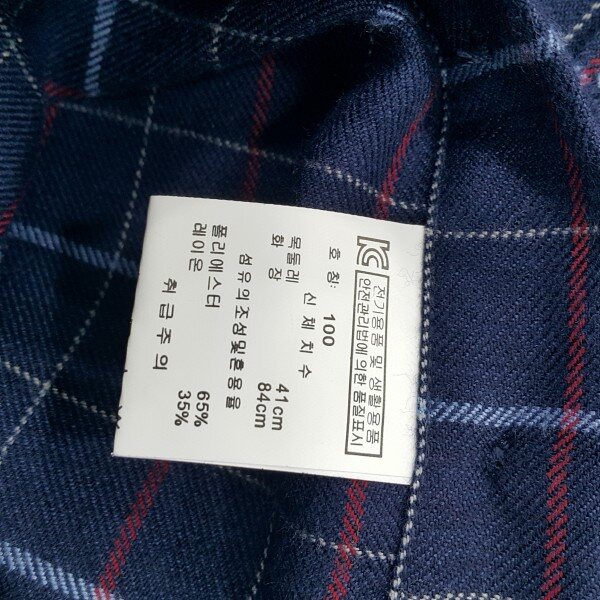 전기용품 및 생활용품
안전관리법에 의한 품질표시
호 칭: 100
신 체 치 수
목둘레 41cm
화 장 84cm
섬유의조성및혼용율
폴리에스터 65%
레이온 35%
취급주의